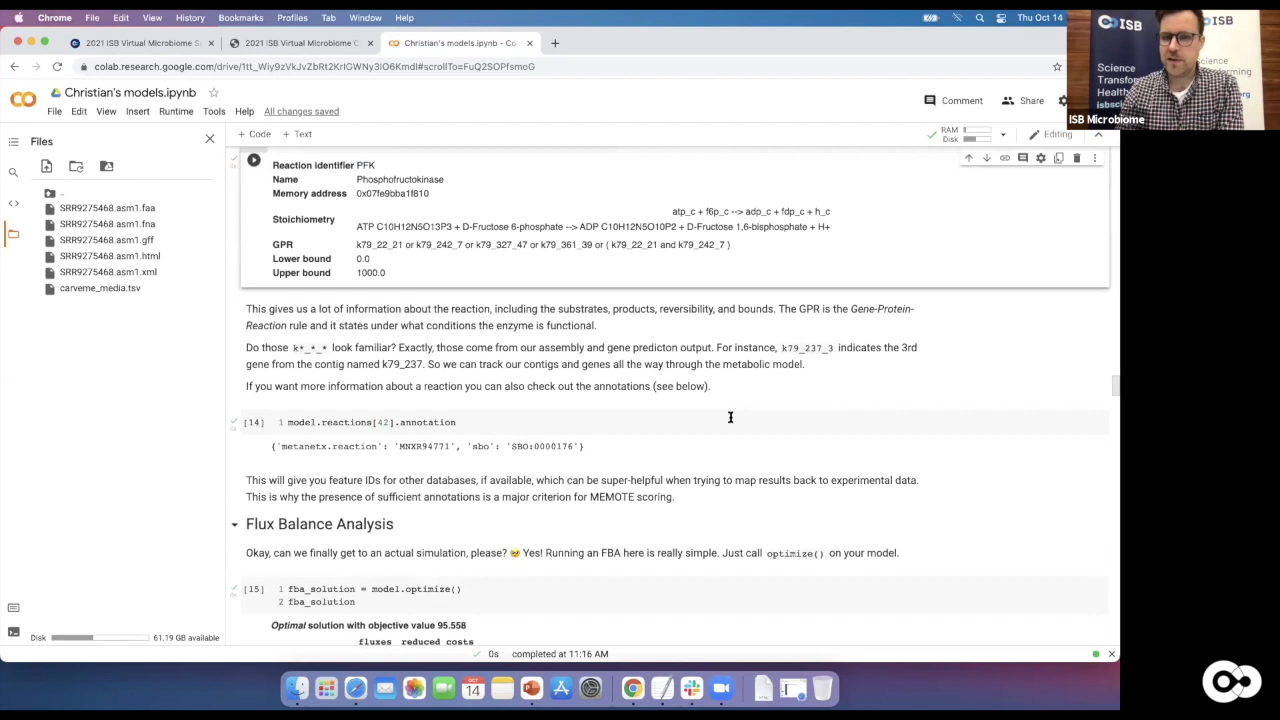 Chrome File Edit View History Bookmarks Profiles Tab Window Help Thu Oct 14
2021 ISB Virtual Microbiome S × 2021 ISB Virtual Microbiome C × Christian's models.ipynb - Col ×
colab.research.google.com/drive/1tt_Wiy9zVkJvZbRt2KrIGWNy3IO6KmdI#scrollTo=FuQ2SOPfsmoG
Christian's models.ipynb
Comment Share
File Edit View Insert Runtime Tools Help All changes saved
ISB
ISB
Science
Transfor
Health
isbscie
ISB Microbiome
Files
+ Code + Text
RAM
Disk
Editing
..
SRR9275468.asm1.faa
SRR9275468.asm1.fna
SRR9275468.asm1.gff
SRR9275468.asm1.html
SRR9275468.asm1.xml
carveme_media.tsv
Disk 61.19 GB available
Reaction identifier PFK
Name Phosphofructokinase
Memory address 0x07fe9bba1f810
Stoichiometry
atp_c + f6p_c --> adp_c + fdp_c + h_c
ATP C10H12N5O13P3 + D-Fructose 6-phosphate --> ADP C10H12N5O10P2 + D-Fructose 1,6-bisphosphate + H+
GPR k79_22_21 or k79_242_7 or k79_327_47 or k79_361_39 or ( k79_22_21 and k79_242_7 )
Lower bound 0.0
Upper bound 1000.0
This gives us a lot of information about the reaction, including the substrates, products, reversibility, and bounds. The GPR is the Gene-Protein-
Reaction rule and it states under what conditions the enzyme is functional.
Do those k*_*_* look familiar? Exactly, those come from our assembly and gene predicton output. For instance, k79_237_3 indicates the 3rd
gene from the contig named k79_237. So we can track our contigs and genes all the way through the metabolic model.
If you want more information about a reaction you can also check out the annotations (see below).
[14] 1 model.reactions[42].annotation
{'metanetx.reaction': 'MNXR94771', 'sbo': 'SBO:0000176'}
This will give you feature IDs for other databases, if available, which can be super-helpful when trying to map results back to experimental data.
This is why the presence of sufficient annotations is a major criterion for MEMOTE scoring.
Flux Balance Analysis
Okay, can we finally get to an actual simulation, please? 🥺 Yes! Running an FBA here is really simple. Just call optimize() on your model.
[15] 1 fba_solution = model.optimize()
2 fba_solution
Optimal solution with objective value 95.558
fluxes reduced costs
0s completed at 11:16 AM
OCT
14